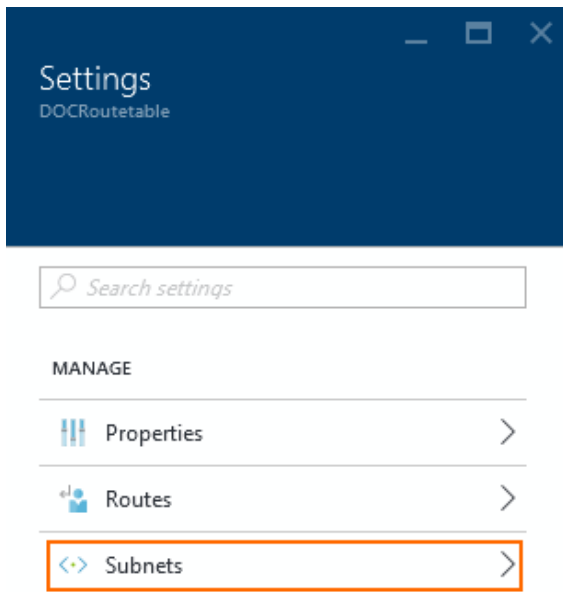 Settings
DOCRoutetable
Search settings
MANAGE
Properties
Routes
Subnets